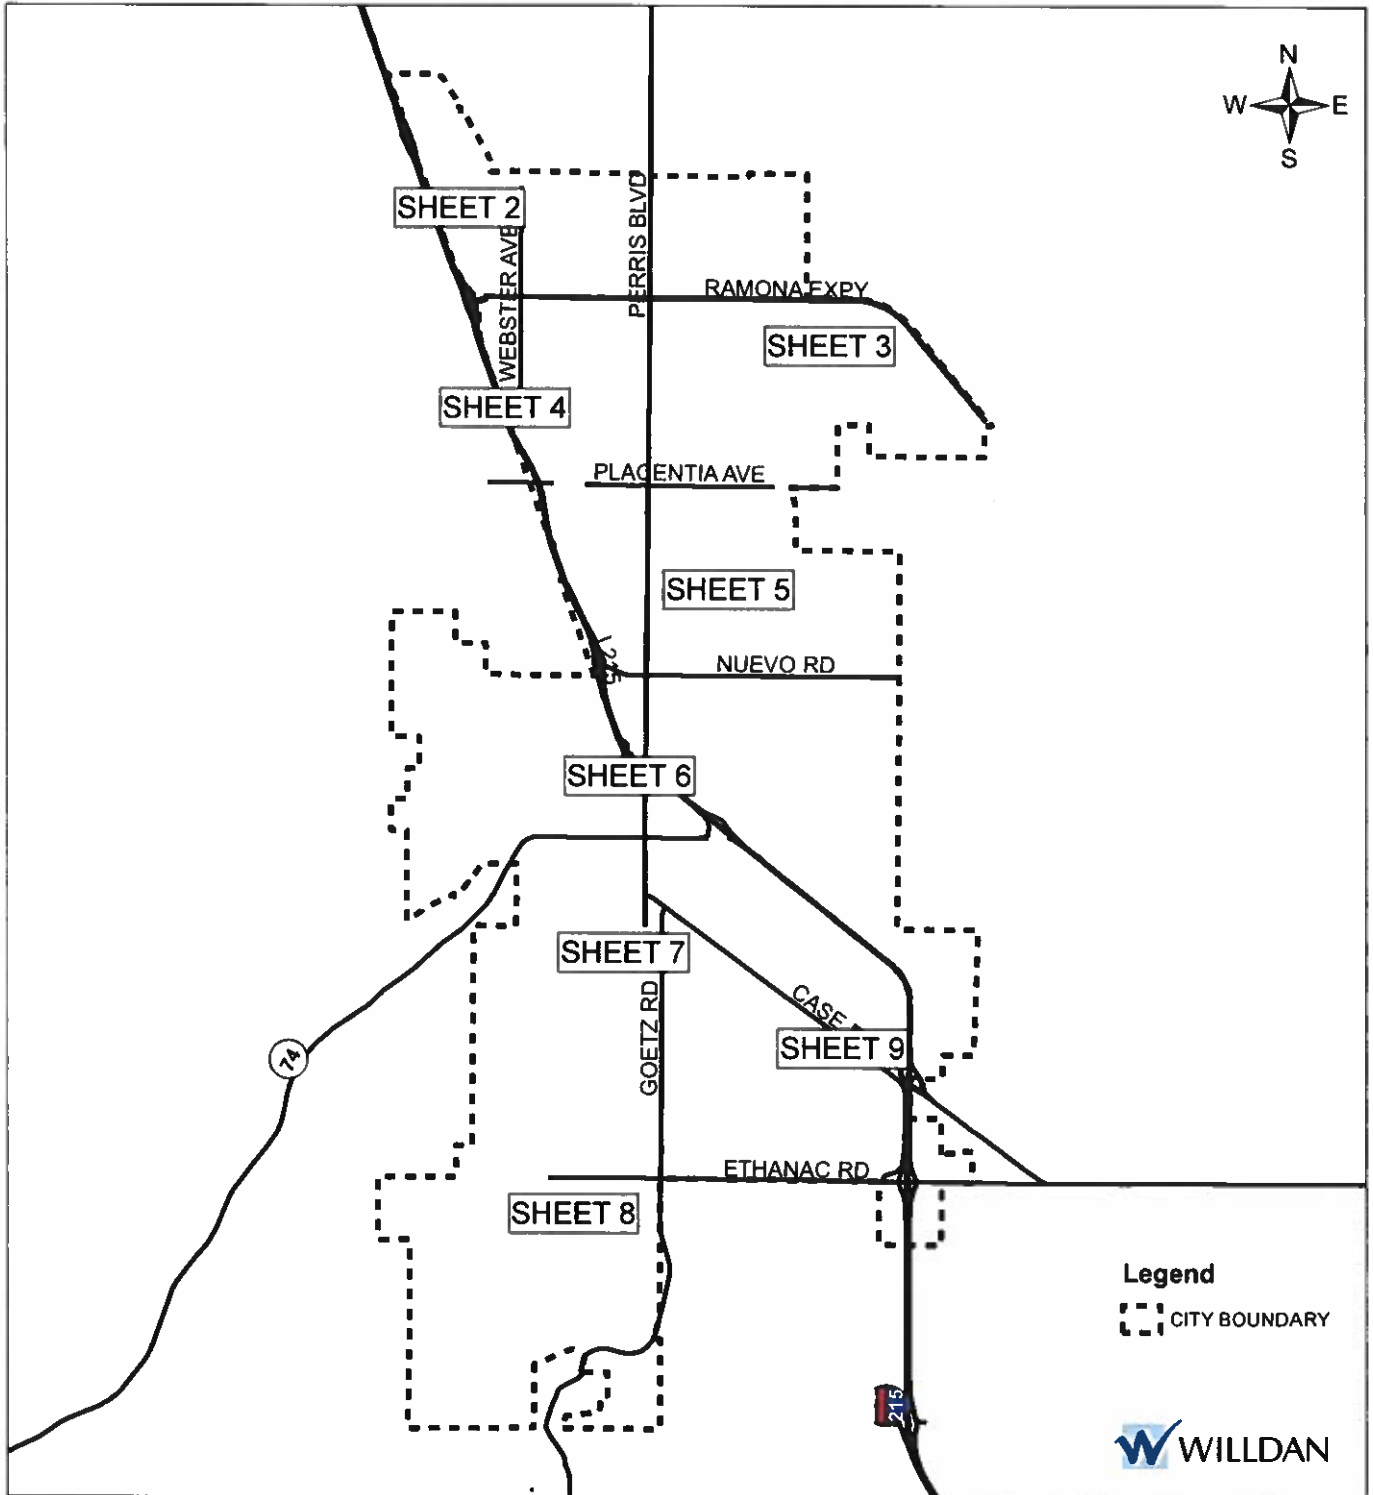 N
W E
S
SHEET 2
WEBSTER AVE
PERRIS BLVD
RAMONA EXPY
SHEET 3
SHEET 4
PLACENTIA AVE
SHEET 5
I-215
NUEVO RD
SHEET 6
SHEET 7
GOETZ RD
CASE
SHEET 9
74
ETHANAC RD
SHEET 8
Legend
CITY BOUNDARY
215
WILLDAN